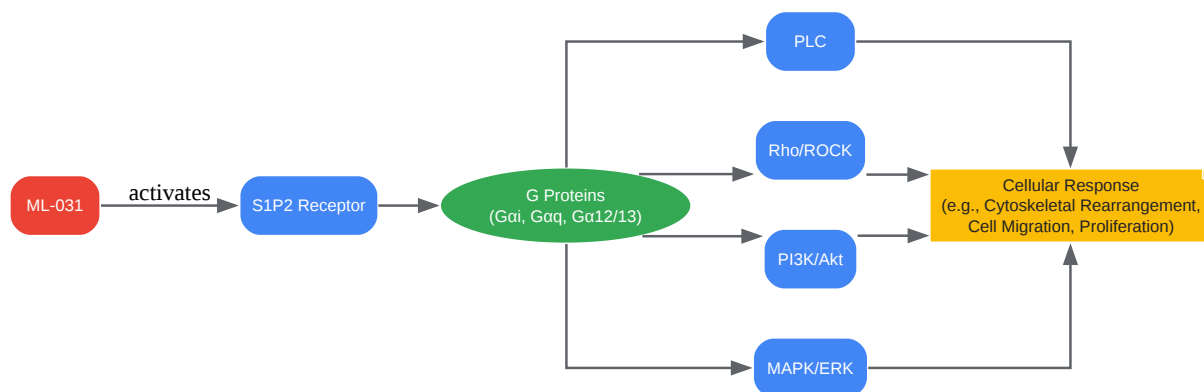 ML-031
activates
S1P2 Receptor
G Proteins
(Gαi, Gαq, Gα12/13)
PLC
Rho/ROCK
PI3K/Akt
MAPK/ERK
Cellular Response
(e.g., Cytoskeletal Rearrangement,
Cell Migration, Proliferation)